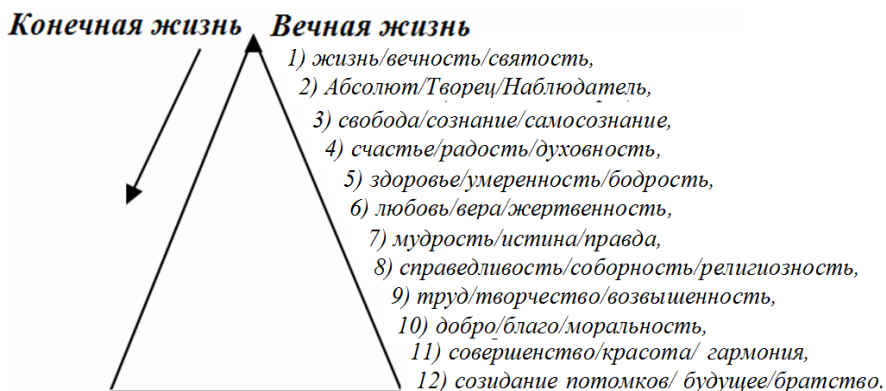 Конечная жизнь Вечная жизнь
1) жизнь/вечность/святость,
2) Абсолют/Творец/Наблюдатель,
3) свобода/сознание/самосознание,
4) счастье/радость/духовность,
5) здоровье/умеренность/бодрость,
6) любовь/вера/жертвенность,
7) мудрость/истина/правда,
8) справедливость/соборность/религиозность,
9) труд/творчество/возвышенность,
10) добро/благо/моральность,
11) совершенство/красота/ гармония,
12) созидание потомков/ будущее/братство.